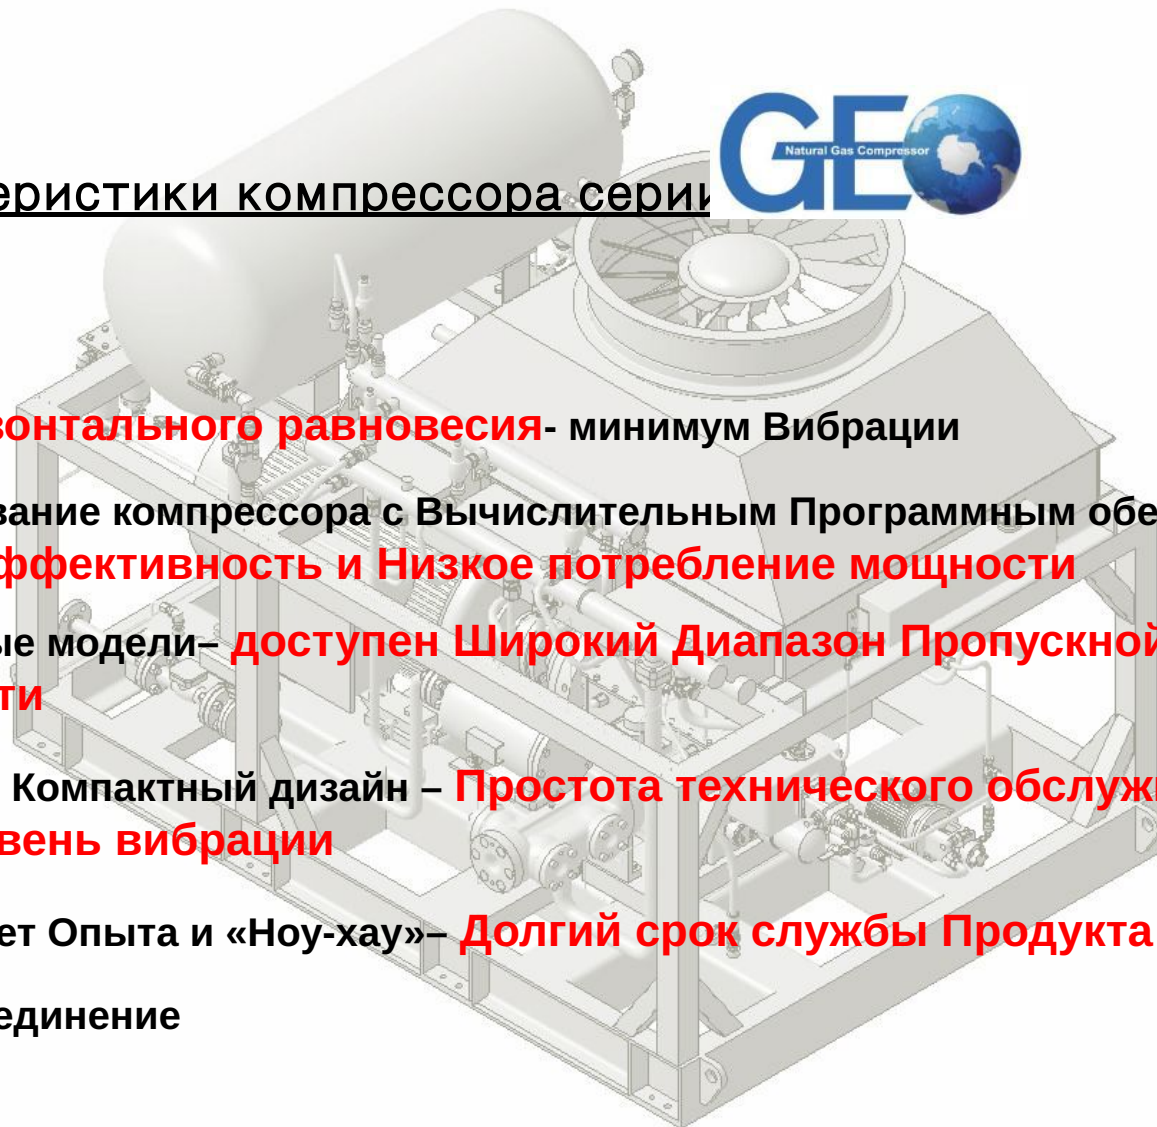 GEO
Natural Gas Compressor
еристики компрессора серии
зонтального равновесия- минимум Вибрации
вание компрессора с Вычислительным Программным обе
ффективность и Низкое потребление мощности
ые модели– доступен Широкий Диапазон Пропускной
ти
Компактный дизайн – Простота технического обслужи
вень вибрации
ет Опыта и «Ноу-хау»– Долгий срок службы Продукта
единение